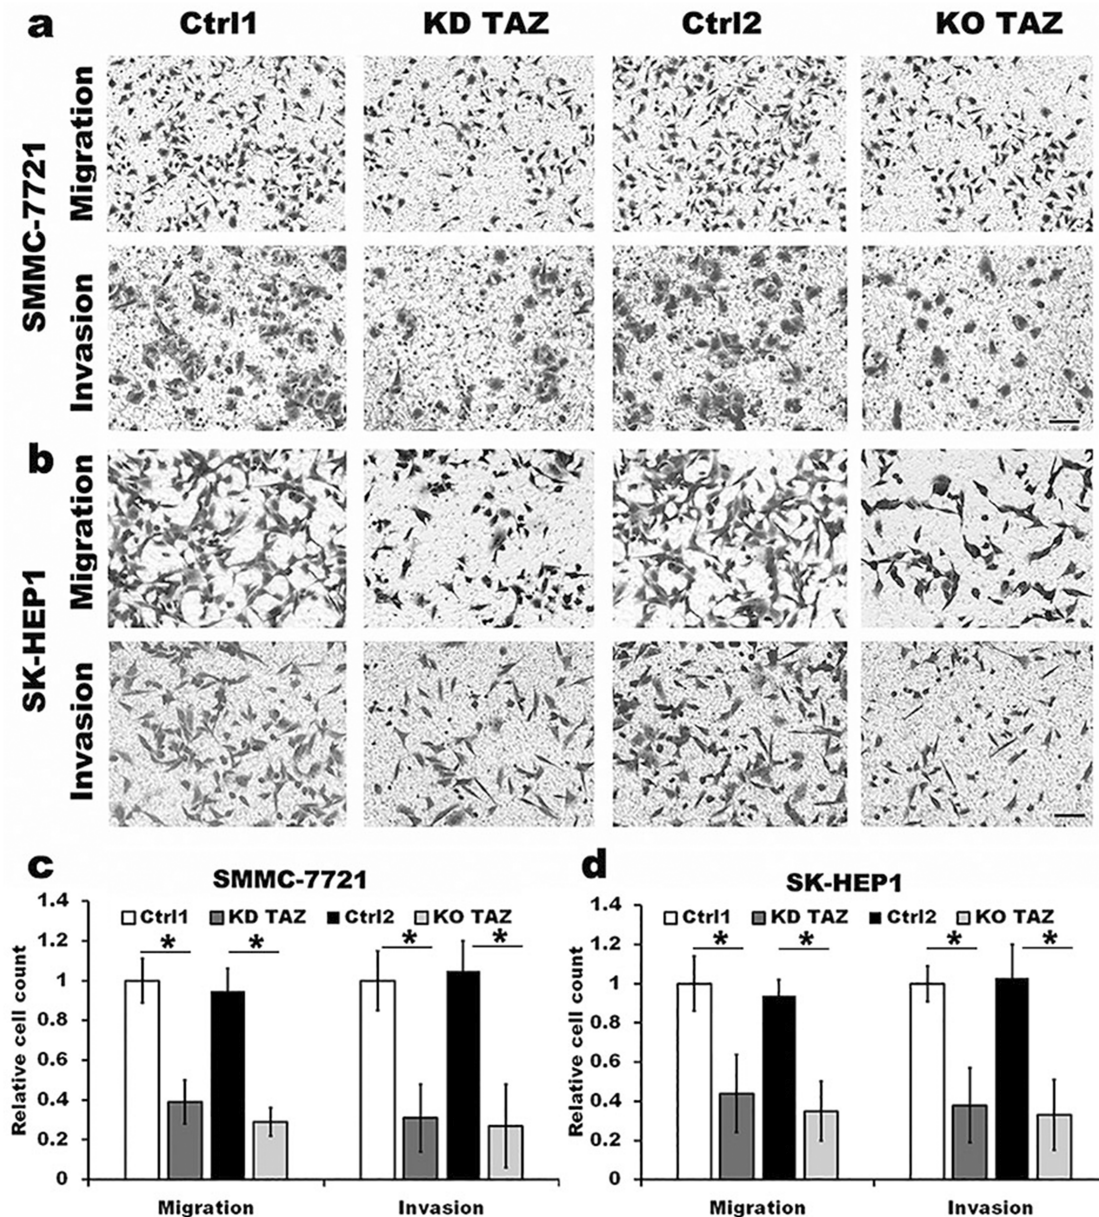 a
Ctrl1 KD TAZ Ctrl2 KO TAZ
SMMC-7721
Migration
Invasion
b
SK-HEP1
Migration
Invasion
c
SMMC-7721
Relative cell count
1.4
1.2
1
0.8
0.6
0.4
0.2
0
Ctrl1 KD TAZ Ctrl2 KO TAZ
* * * *
Migration Invasion
d
SK-HEP1
Relative cell count
1.4
1.2
1
0.8
0.6
0.4
0.2
0
Ctrl1 KD TAZ Ctrl2 KO TAZ
* * * *
Migration Invasion